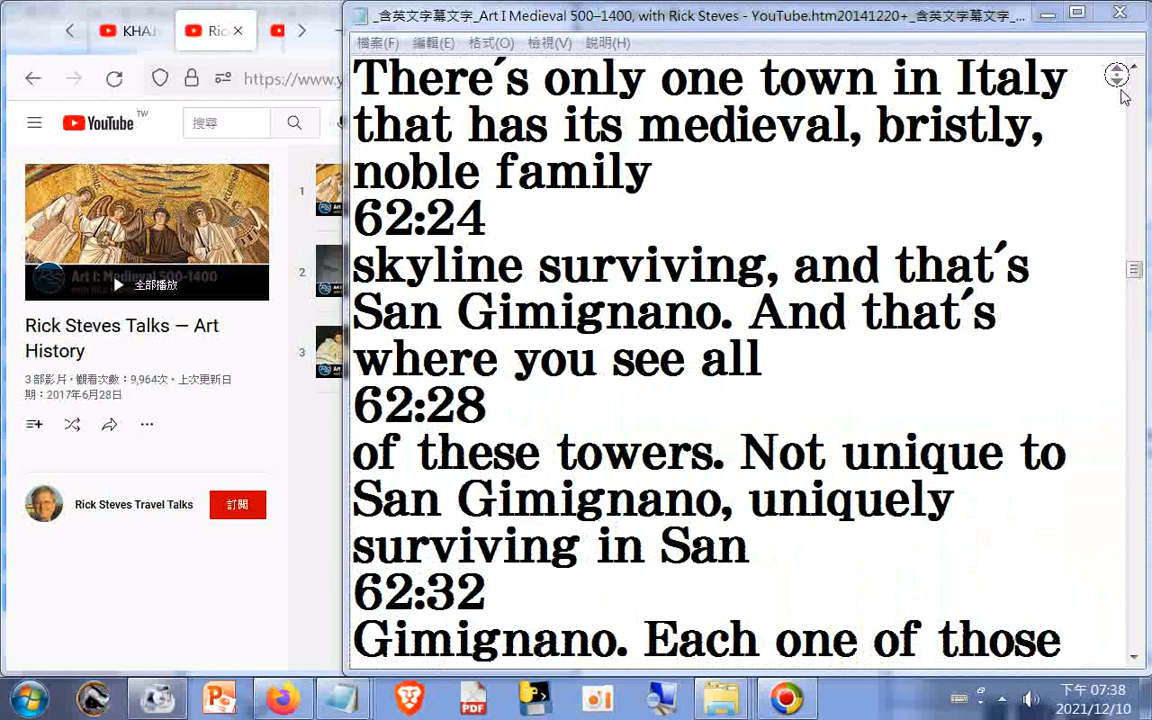 KHA
Ric
https://www.y
YouTube TW
搜尋
Art I: Medieval 500-1400
全部播放
Rick Steves Talks — Art
History
3 部影片・觀看次數：9,964次・上次更新日
期：2017年6月28日
Rick Steves Travel Talks
訂閱
1
2
3
_含英文字幕文字_Art I Medieval 500–1400, with Rick Steves - YouTube.htm20141220+_含英文字幕文字_...
檔案(F) 編輯(E) 格式(O) 檢視(V) 說明(H)
There´s only one town in Italy
that has its medieval, bristly,
noble family
62:24
skyline surviving, and that´s
San Gimignano. And that´s
where you see all
62:28
of these towers. Not unique to
San Gimignano, uniquely
surviving in San
62:32
Gimignano. Each one of those
PDF
下午 07:38
2021/12/10